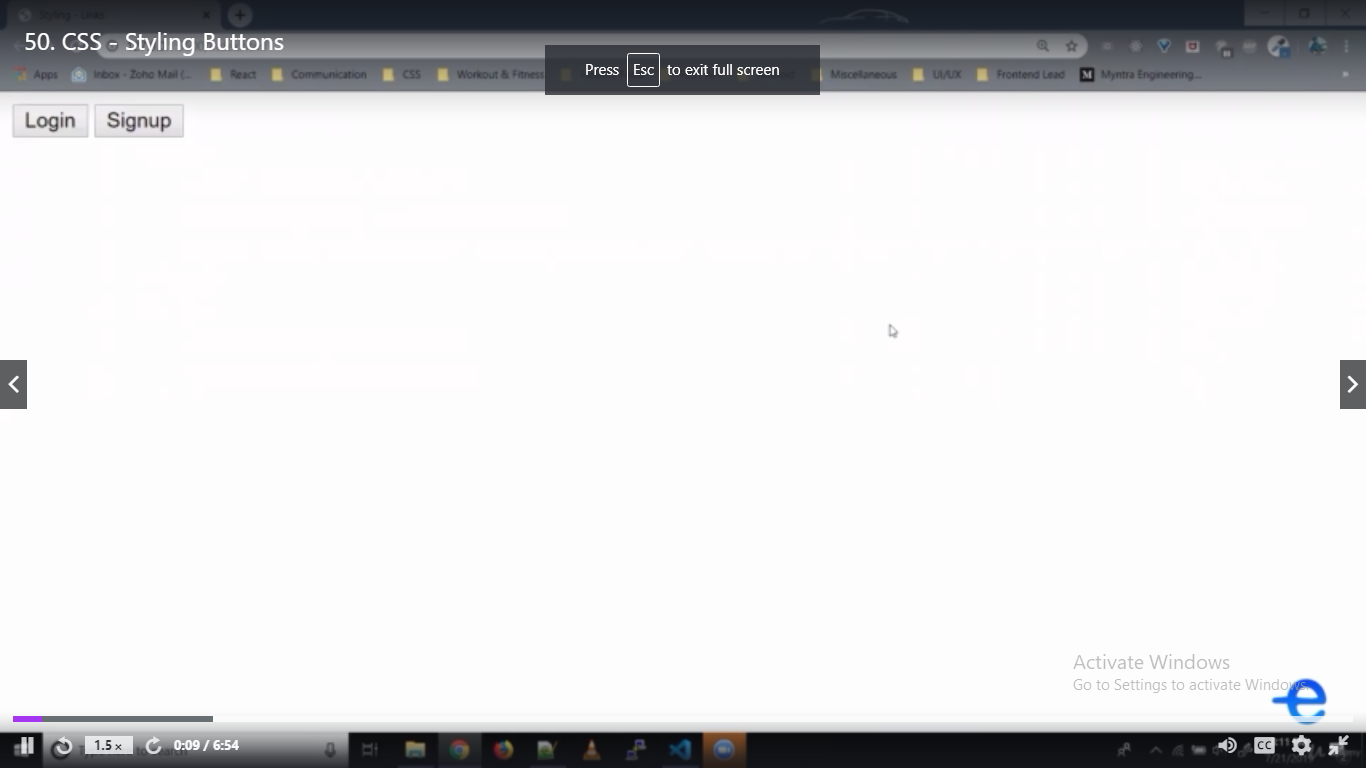 Styling - Links
50. CSS - Styling Buttons
Press Esc to exit full screen
Apps Inbox - Zoho Mail (... React Communication CSS Workout & Fitness Miscellaneous UI/UX Frontend Lead M Myntra Engineering... »
Login Signup
Activate Windows
Go to Settings to activate Windows.
1.5 × 0:09 / 6:54 CC